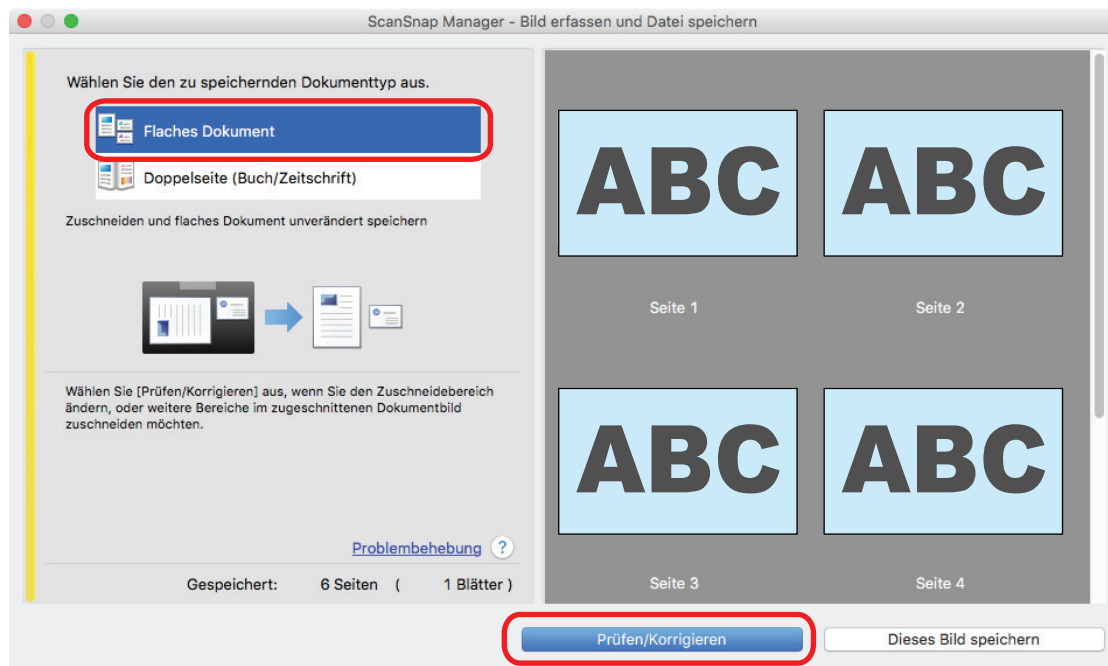 ScanSnap Manager - Bild erfassen und Datei speichern
Wählen Sie den zu speichernden Dokumenttyp aus.
Flaches Dokument
Doppelseite (Buch/Zeitschrift)
Zuschneiden und flaches Dokument unverändert speichern
Wählen Sie [Prüfen/Korrigieren] aus, wenn Sie den Zuschneidebereich
ändern, oder weitere Bereiche im zugeschnittenen Dokumentbild
zuschneiden möchten.
Problembehebung ?
Gespeichert: 6 Seiten ( 1 Blätter )
ABC ABC
Seite 1 Seite 2
ABC ABC
Seite 3 Seite 4
Prüfen/Korrigieren Dieses Bild speichern